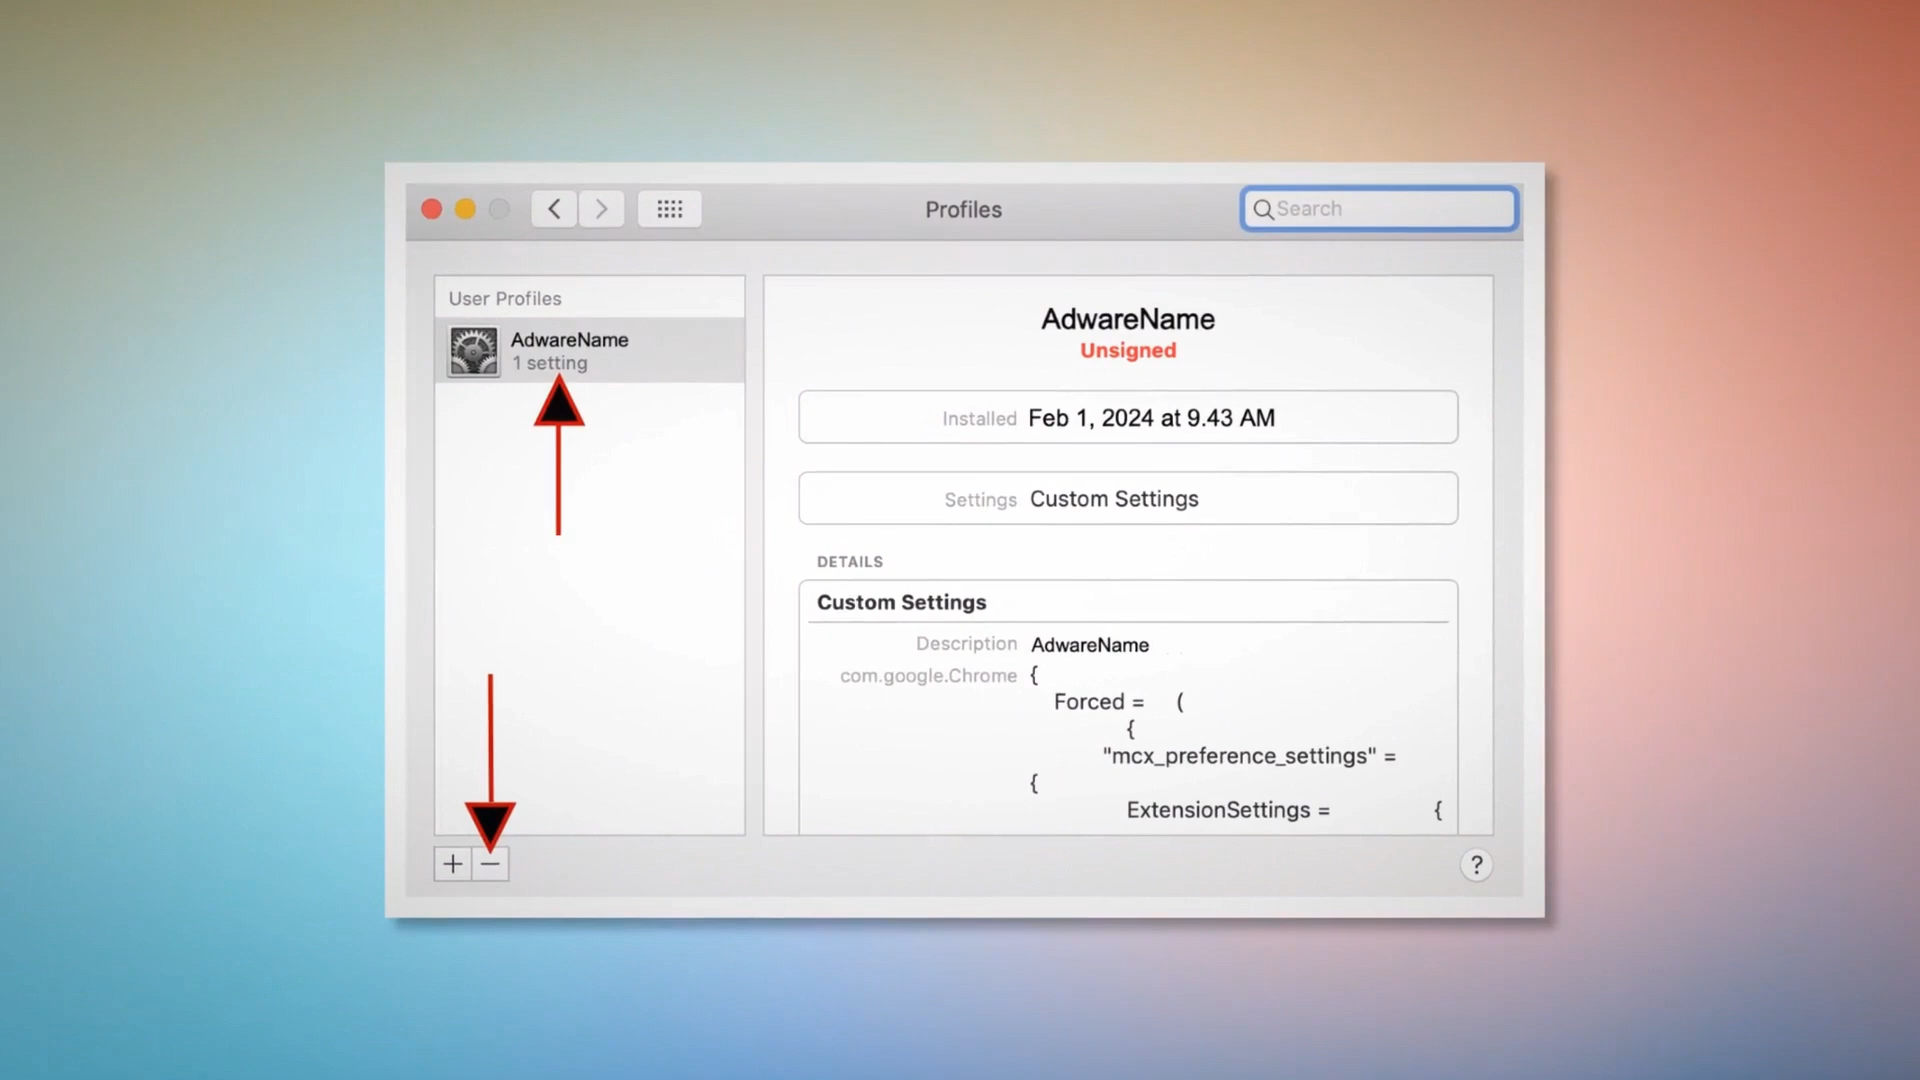 Profiles
Search
User Profiles
AdwareName
1 setting
AdwareName
Unsigned
Installed Feb 1, 2024 at 9.43 AM
Settings Custom Settings
DETAILS
Custom Settings
Description AdwareName
com.google.Chrome {
Forced = (
{
"mcx_preference_settings" =
{
ExtensionSettings = {
+ −
?